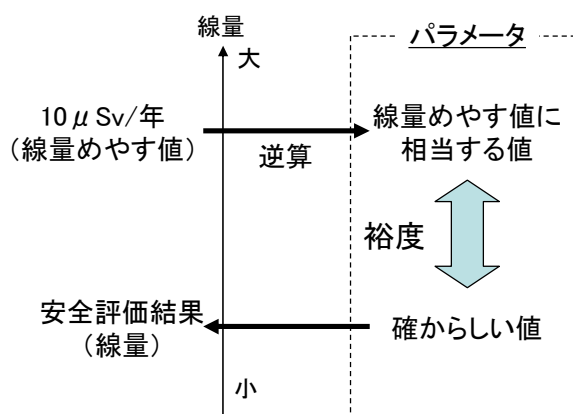 線量
大
パラメータ
10μSv/年
（線量めやす値）
逆算
線量めやす値に
相当する値
裕度
安全評価結果
（線量）
確からしい値
小